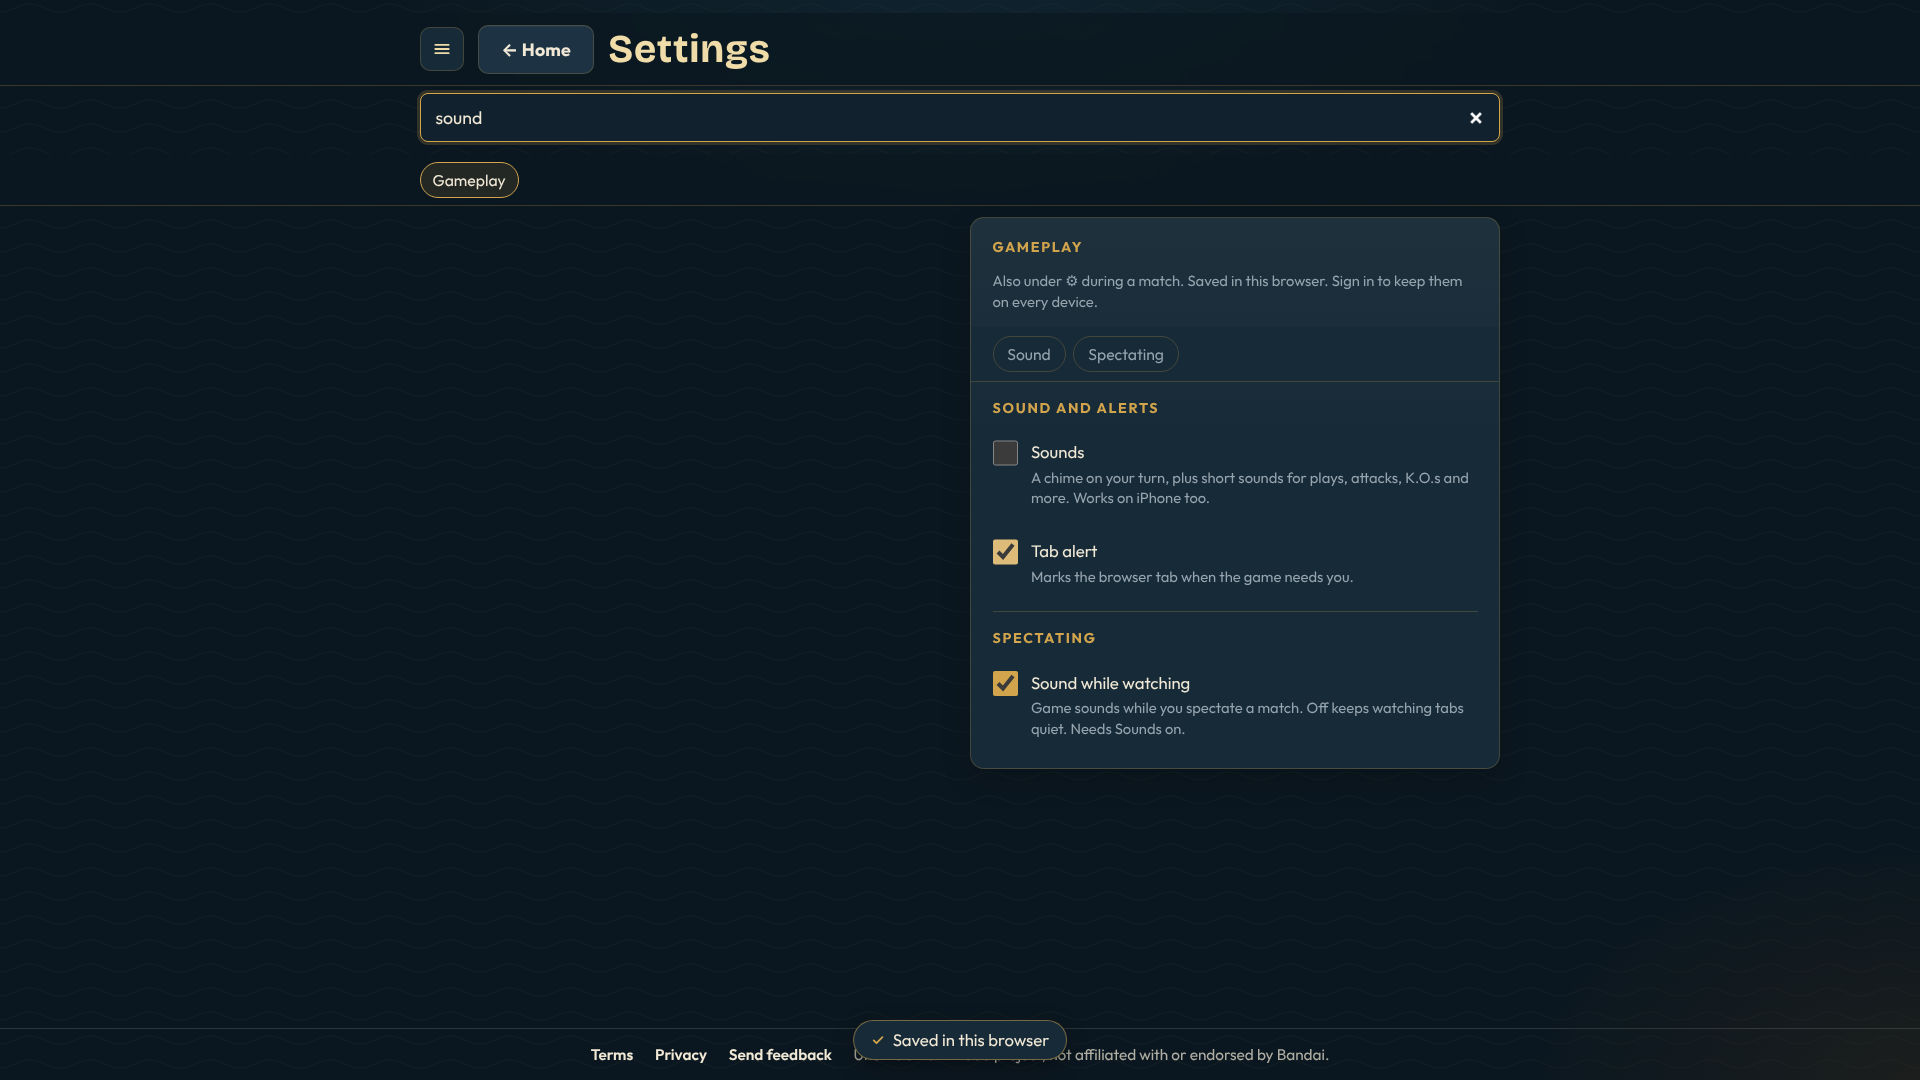 ← Home
Settings
sound
Gameplay
GAMEPLAY
Also under ⚙ during a match. Saved in this browser. Sign in to keep them
on every device.
Sound
Spectating
SOUND AND ALERTS
Sounds
A chime on your turn, plus short sounds for plays, attacks, K.O.s and
more. Works on iPhone too.
Tab alert
Marks the browser tab when the game needs you.
SPECTATING
Sound while watching
Game sounds while you spectate a match. Off keeps watching tabs
quiet. Needs Sounds on.
✓ Saved in this browser
Terms Privacy Send feedback affiliated with or endorsed by Bandai.